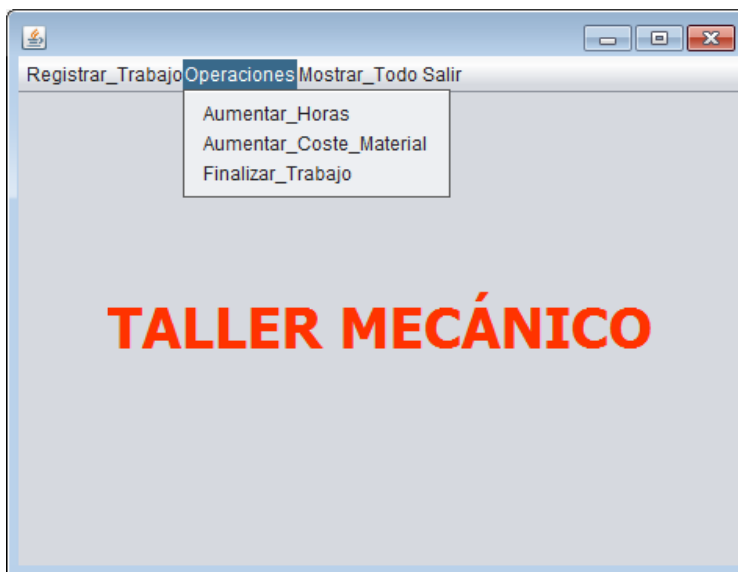 Registrar_Trabajo Operaciones Mostrar_Todo Salir
Aumentar_Horas
Aumentar_Coste_Material
Finalizar_Trabajo
TALLER MECÁNICO